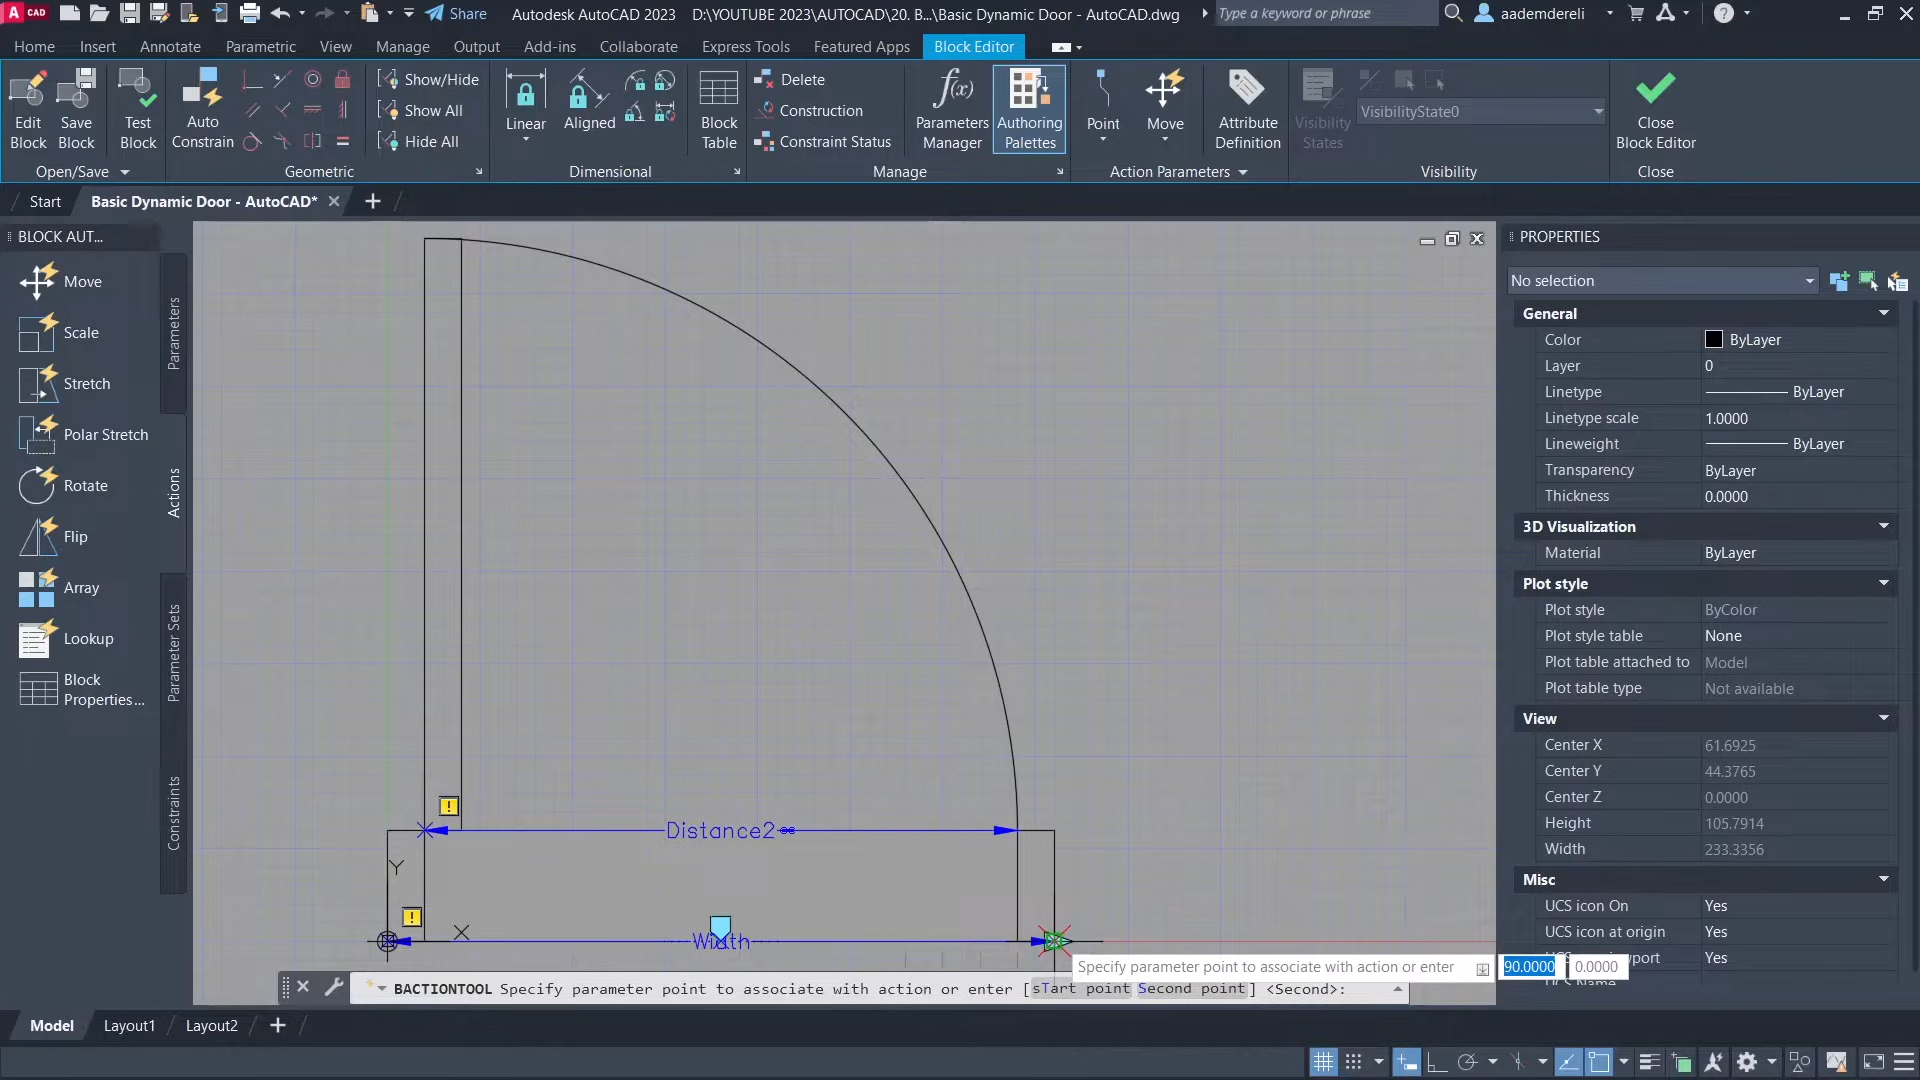 A CAD Share Autodesk AutoCAD 2023 D:\YOUTUBE 2023\AUTOCAD\20. B...\Basic Dynamic Door - AutoCAD.dwg Type a keyword or phrase aademdereli
Home Insert Annotate Parametric View Manage Output Add-ins Collaborate Express Tools Featured Apps Block Editor
Edit Block
Save Block
Test Block
Open/Save
Auto Constrain
Show/Hide
Show All
Hide All
Geometric
Linear
Aligned
Dimensional
Block Table
Delete
Construction
Constraint Status
Parameters Manager
Authoring Palettes
Manage
Point
Move
Action Parameters
Attribute Definition
Visibility States
VisibilityState0
Visibility
Close Block Editor
Close
Start Basic Dynamic Door - AutoCAD*
BLOCK AUT...
Move
Scale
Stretch
Polar Stretch
Rotate
Flip
Array
Lookup
Block Properties...
Parameters
Actions
Parameter Sets
Constraints
Distance2
Y
X
Width
Specify parameter point to associate with action or enter 90.0000 0.0000
BACTIONTOOL Specify parameter point to associate with action or enter [sTart point Second point] <Second>:
PROPERTIES
No selection
General
Color ByLayer
Layer 0
Linetype ByLayer
Linetype scale 1.0000
Lineweight ByLayer
Transparency ByLayer
Thickness 0.0000
3D Visualization
Material ByLayer
Plot style
Plot style ByColor
Plot style table None
Plot table attached to Model
Plot table type Not available
View
Center X 61.6925
Center Y 44.3765
Center Z 0.0000
Height 105.7914
Width 233.3356
Misc
UCS icon On Yes
UCS icon at origin Yes
Yes
Model Layout1 Layout2